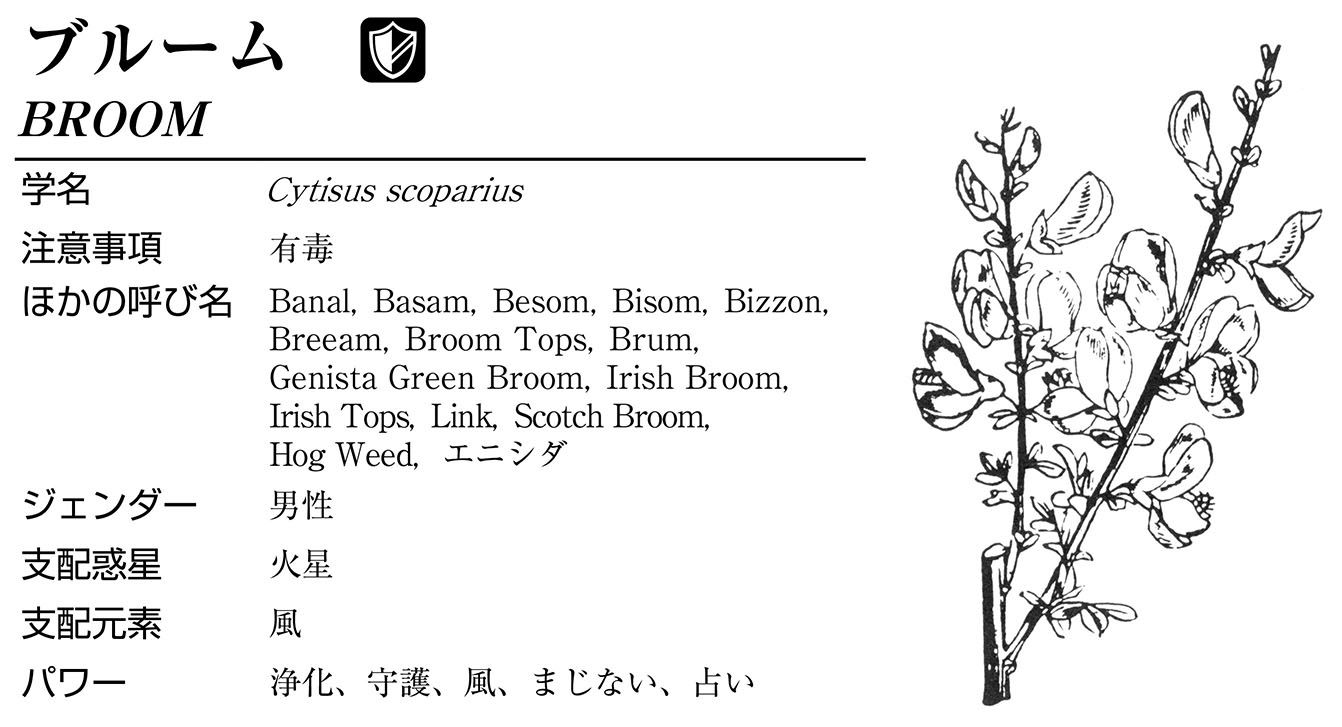 ブルーム
BROOM
学名 Cytisus scoparius
注意事項 有毒
ほかの呼び名 Banal, Basam, Besom, Bisom, Bizzon,
Breeam, Broom Tops, Brum,
Genista Green Broom, Irish Broom,
Irish Tops, Link, Scotch Broom,
Hog Weed, エニシダ
ジェンダー 男性
支配惑星 火星
支配元素 風
パワー 浄化、守護、風、まじない、占い